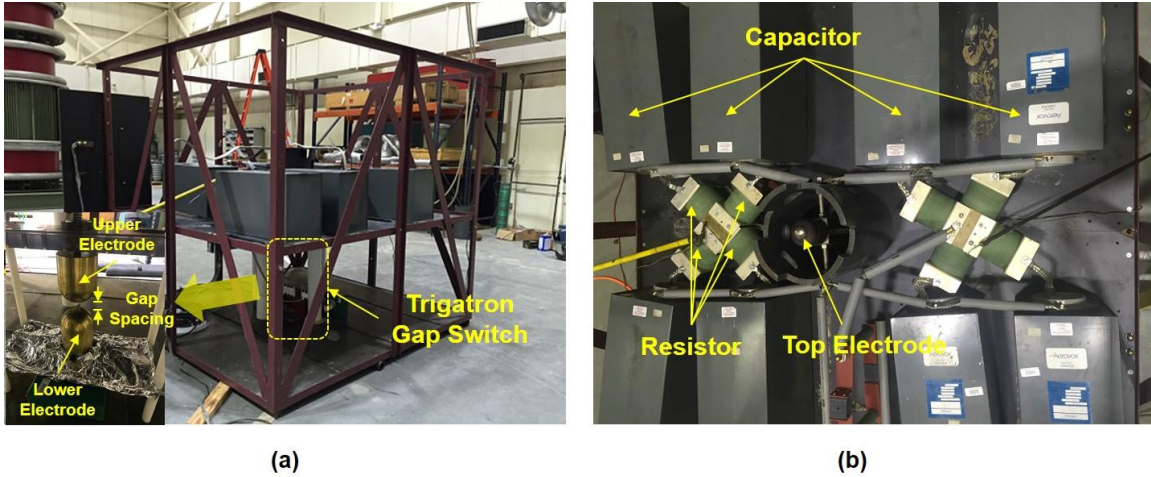 Upper
Electrode
Gap
Spacing
Lower
Electrode
Trigatron
Gap Switch
(a)
Capacitor
Aerovox
Resistor
Top Electrode
Aerovox
(b)